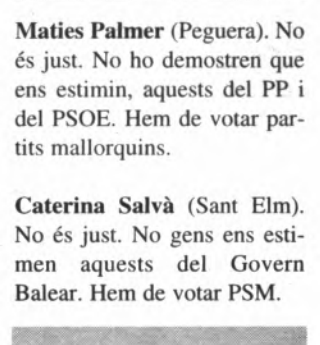 Maties Palmer (Peguera). No
és just. No ho demostren que
ens estimin, aquests del PP i
del PSOE. Hem de votar par-
tits mallorquins.

Caterina Salvà (Sant Elm).
No és just. No gens ens esti-
men aquests del Govern
Balear. Hem de votar PSM.